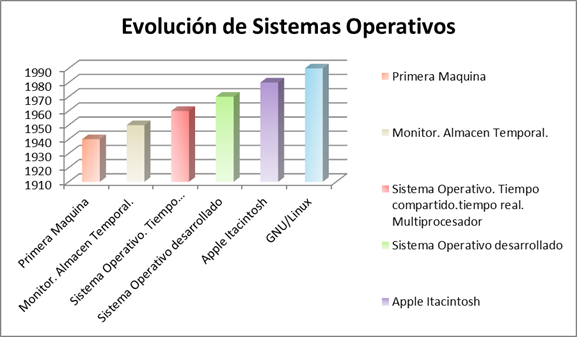 Evolución de Sistemas Operativos
1990
1980
1970
1960
1950
1940
1930
1920
1910
Primera Maquina
Monitor. Almacen Temporal.
Sistema Operativo. Tiempo...
Sistema Operativo desarrollado
Apple Itacintosh
GNU/Linux
Primera Maquina
Monitor. Almacen Temporal.
Sistema Operativo. Tiempo
compartido.tiempo real.
Multiprocesador
Sistema Operativo desarrollado
Apple Itacintosh